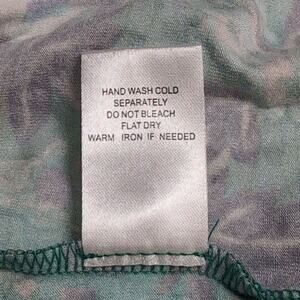 HAND WASH COLD
SEPARATELY
DO NOT BLEACH
FLAT DRY
WARM IRON IF NEEDED